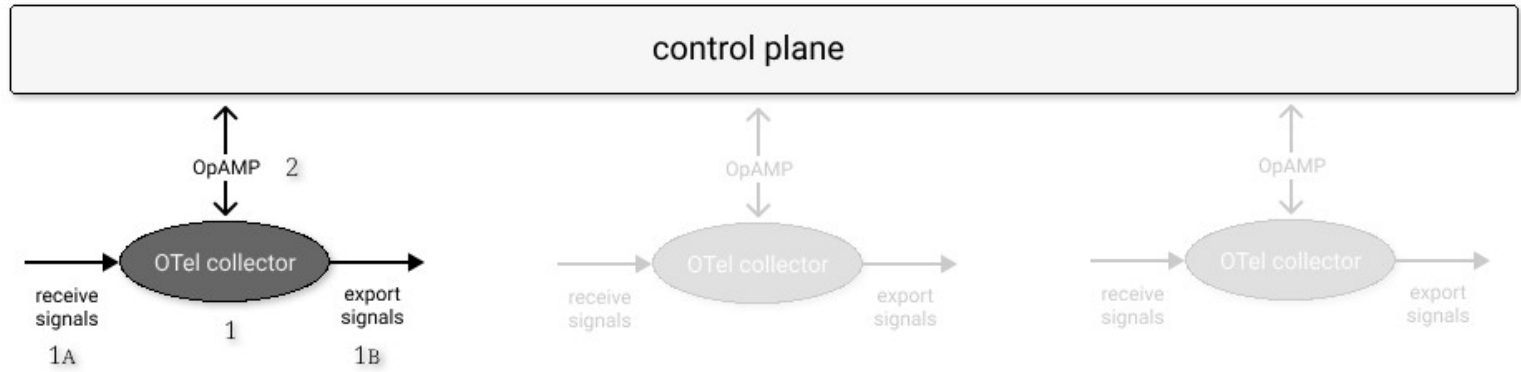 control plane
OpAMP 2
OpAMP
OpAMP
OTel collector
OTel collector
OTel collector
receive
signals
export
signals
receive
signals
export
signals
receive
signals
export
signals
1
1A
1B